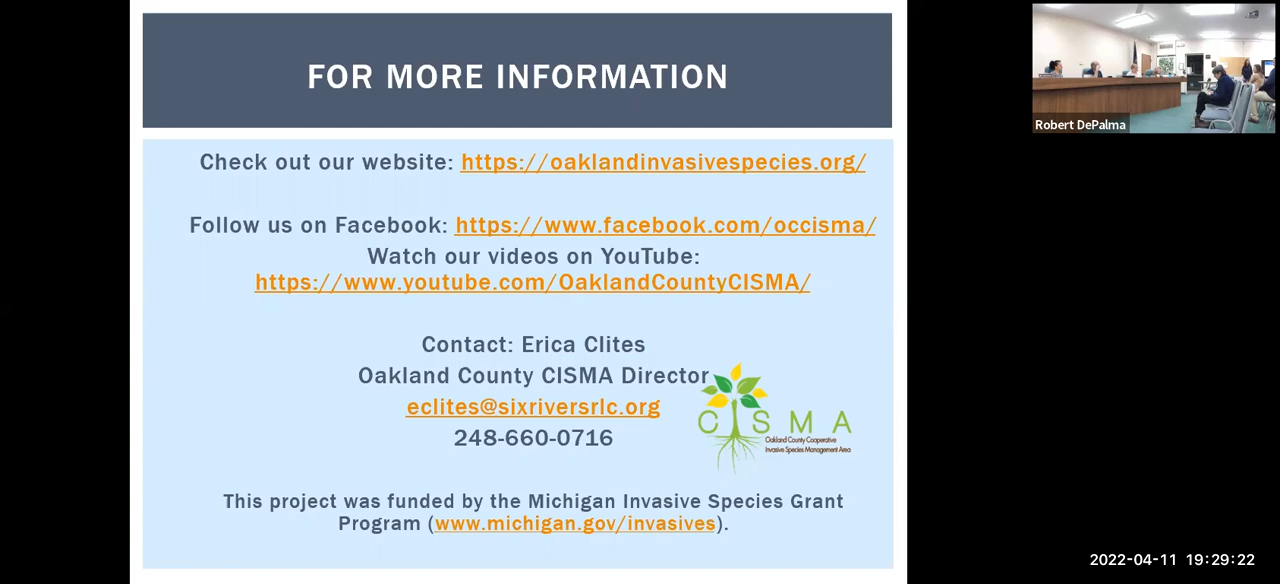 FOR MORE INFORMATION
Check out our website: https://oaklandinvasivespecies.org/
Follow us on Facebook: https://www.facebook.com/occisma/
Watch our videos on YouTube:
https://www.youtube.com/OaklandCountyCISMA/
Contact: Erica Clites
Oakland County CISMA Director
eclites@sixriversrlc.org
248-660-0716
CISMA
Oakland County Cooperative
Invasive Species Management Area
This project was funded by the Michigan Invasive Species Grant
Program (www.michigan.gov/invasives).
Robert DePalma
2022-04-11 19:29:22